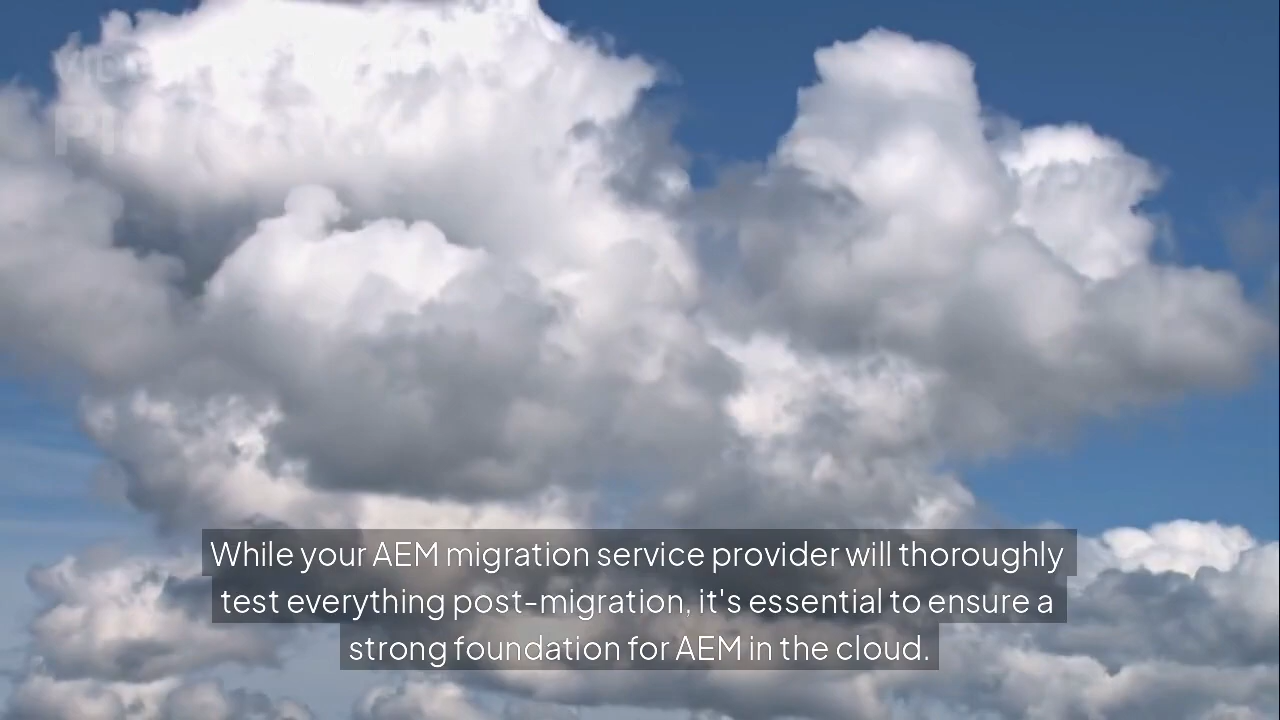 While your AEM migration service provider will thoroughly
test everything post-migration, it's essential to ensure a
strong foundation for AEM in the cloud.